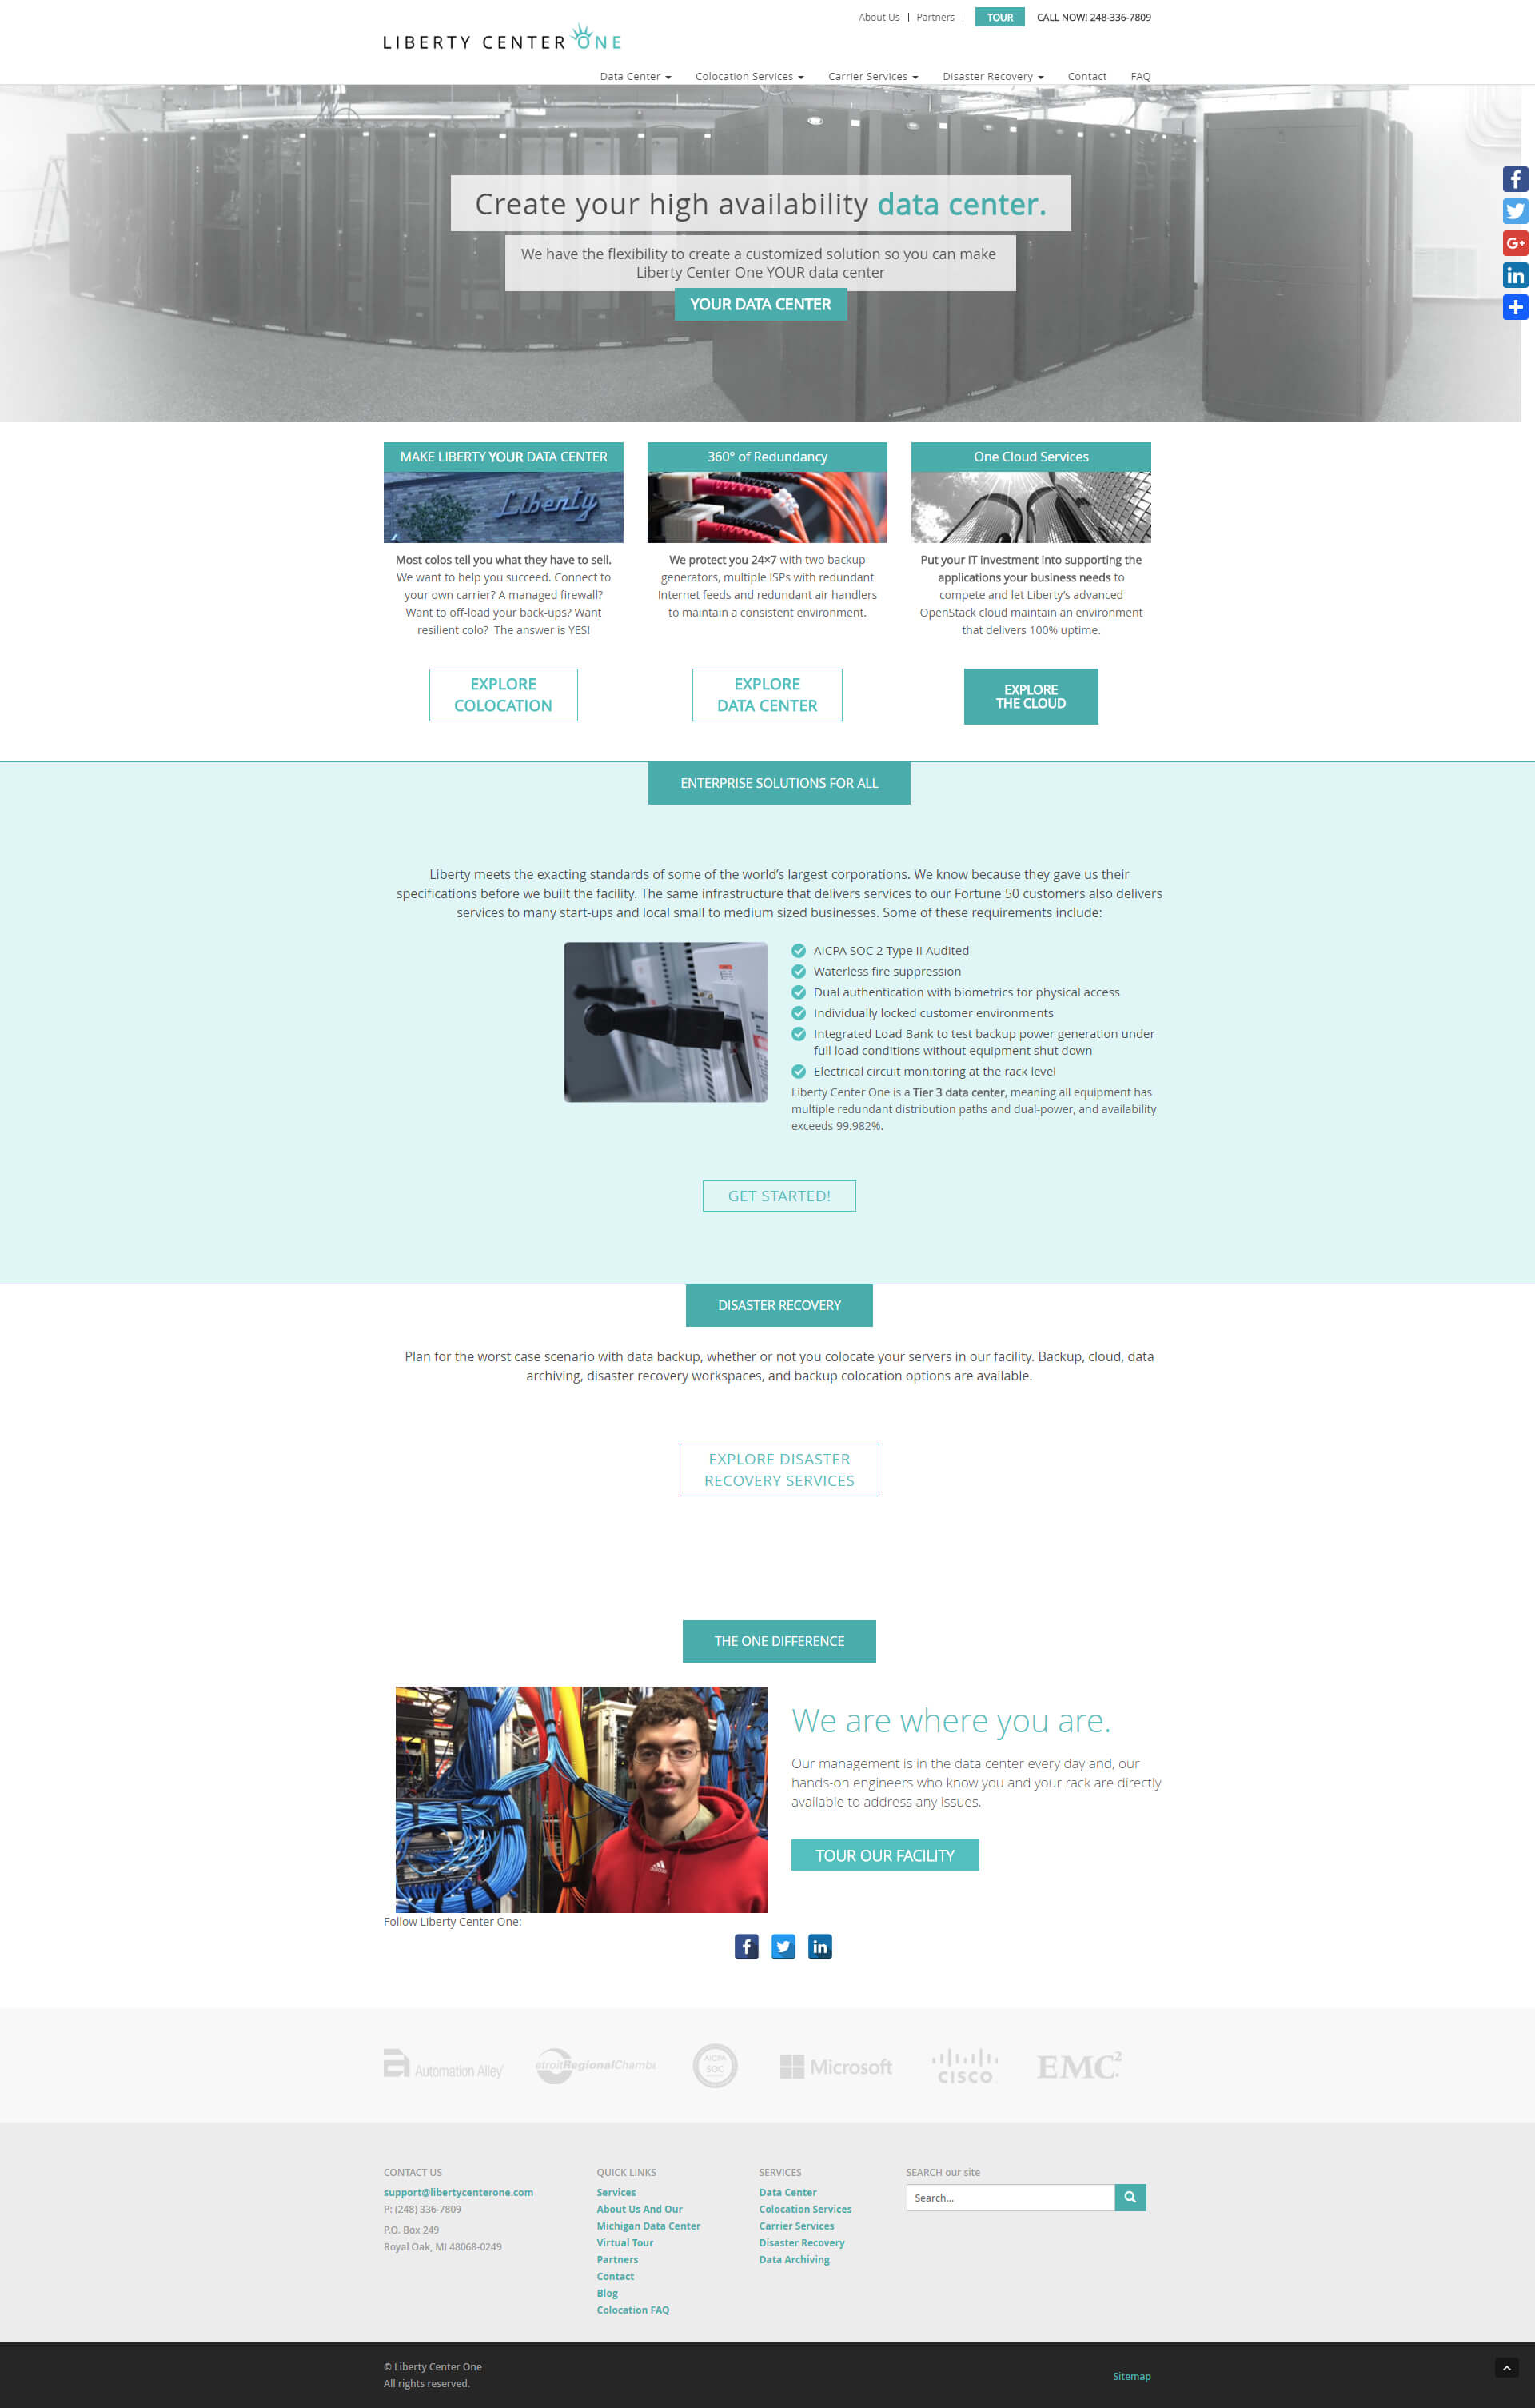 About Us
Partners
TOUR
CALL NOW! 248-336-7809
LIBERTY CENTER ONE
Data Center
Colocation Services
Carrier Services
Disaster Recovery
Contact
FAQ
Create your high availability data center.
We have the flexibility to create a customized solution so you can make
Liberty Center One YOUR data center
YOUR DATA CENTER
MAKE LIBERTY YOUR DATA CENTER
Liberty
Most colos tell you what they have to sell.
We want to help you succeed. Connect to
your own carrier? A managed firewall?
Want to off-load your back-ups? Want
resilient colo?  The answer is YES!
EXPLORE
COLOCATION
360° of Redundancy
We protect you 24×7 with two backup
generators, multiple ISPs with redundant
Internet feeds and redundant air handlers
to maintain a consistent environment.
EXPLORE
DATA CENTER
One Cloud Services
Put your IT investment into supporting the
applications your business needs to
compete and let Liberty’s advanced
OpenStack cloud maintain an environment
that delivers 100% uptime.
EXPLORE
THE CLOUD
ENTERPRISE SOLUTIONS FOR ALL
Liberty meets the exacting standards of some of the world’s largest corporations. We know because they gave us their
specifications before we built the facility. The same infrastructure that delivers services to our Fortune 50 customers also delivers
services to many start-ups and local small to medium sized businesses. Some of these requirements include:
AICPA SOC 2 Type II Audited
Waterless fire suppression
Dual authentication with biometrics for physical access
Individually locked customer environments
Integrated Load Bank to test backup power generation under
full load conditions without equipment shut down
Electrical circuit monitoring at the rack level
Liberty Center One is a Tier 3 data center, meaning all equipment has
multiple redundant distribution paths and dual-power, and availability
exceeds 99.982%.
GET STARTED!
DISASTER RECOVERY
Plan for the worst case scenario with data backup, whether or not you colocate your servers in our facility. Backup, cloud, data
archiving, disaster recovery workspaces, and backup colocation options are available.
EXPLORE DISASTER
RECOVERY SERVICES
THE ONE DIFFERENCE
We are where you are.
Our management is in the data center every day and, our
hands-on engineers who know you and your rack are directly
available to address any issues.
TOUR OUR FACILITY
Follow Liberty Center One:
Automation Alley
etroitRegionalChambe
AICPA
SOC
Microsoft
CISCO
EMC²
CONTACT US
support@libertycenterone.com
P: (248) 336-7809
P.O. Box 249
Royal Oak, MI 48068-0249
QUICK LINKS
Services
About Us And Our
Michigan Data Center
Virtual Tour
Partners
Contact
Blog
Colocation FAQ
SERVICES
Data Center
Colocation Services
Carrier Services
Disaster Recovery
Data Archiving
SEARCH our site
Search...
© Liberty Center One
All rights reserved.
Sitemap